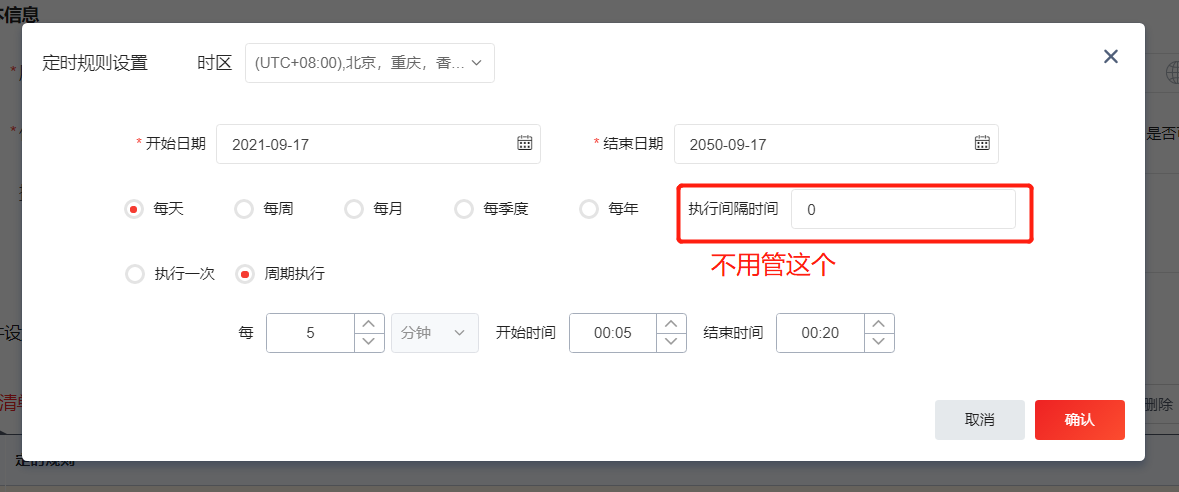 本信息
定时规则设置 时区 (UTC+08:00),北京，重庆，香...
* 开始日期 2021-09-17 * 结束日期 2050-09-17
是否可
每天 每周 每月 每季度 每年 执行间隔时间 0
不用管这个
执行一次 周期执行
每 5 分钟 开始时间 00:05 结束时间 00:20
件设
清单
删除
取消 确认
定时规则